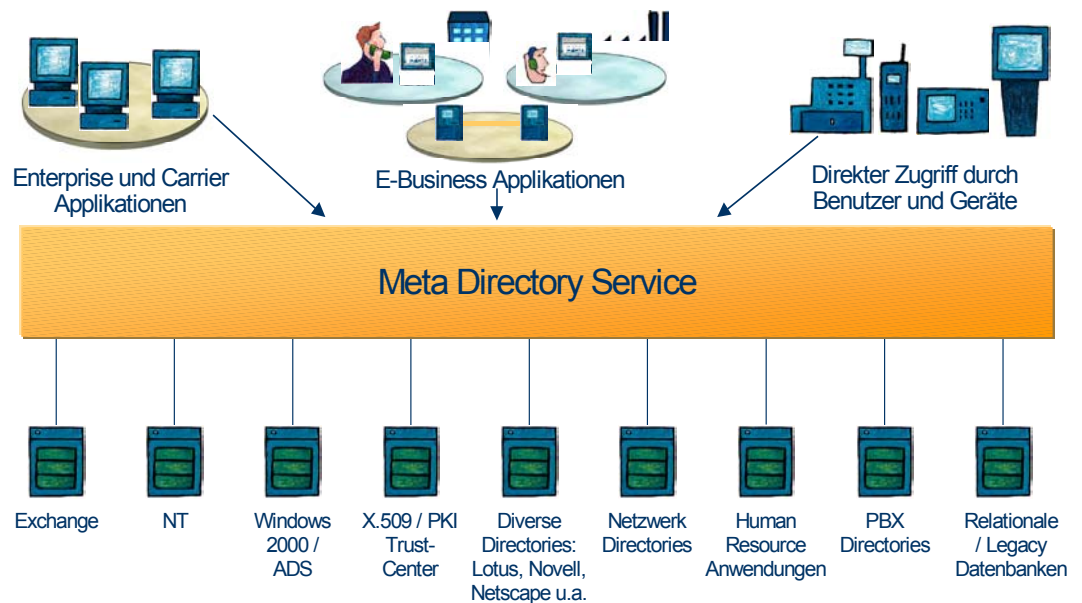 Enterprise und Carrier
Applikationen
E-Business Applikationen
Direkter Zugriff durch
Benutzer und Geräte
Meta Directory Service
Exchange
NT
Windows
2000 /
ADS
X.509 / PKI
Trust-
Center
Diverse
Directories:
Lotus, Novell,
Netscape u.a.
Netzwerk
Directories
Human
Resource
Anwendungen
PBX
Directories
Relationale
/ Legacy
Datenbanken